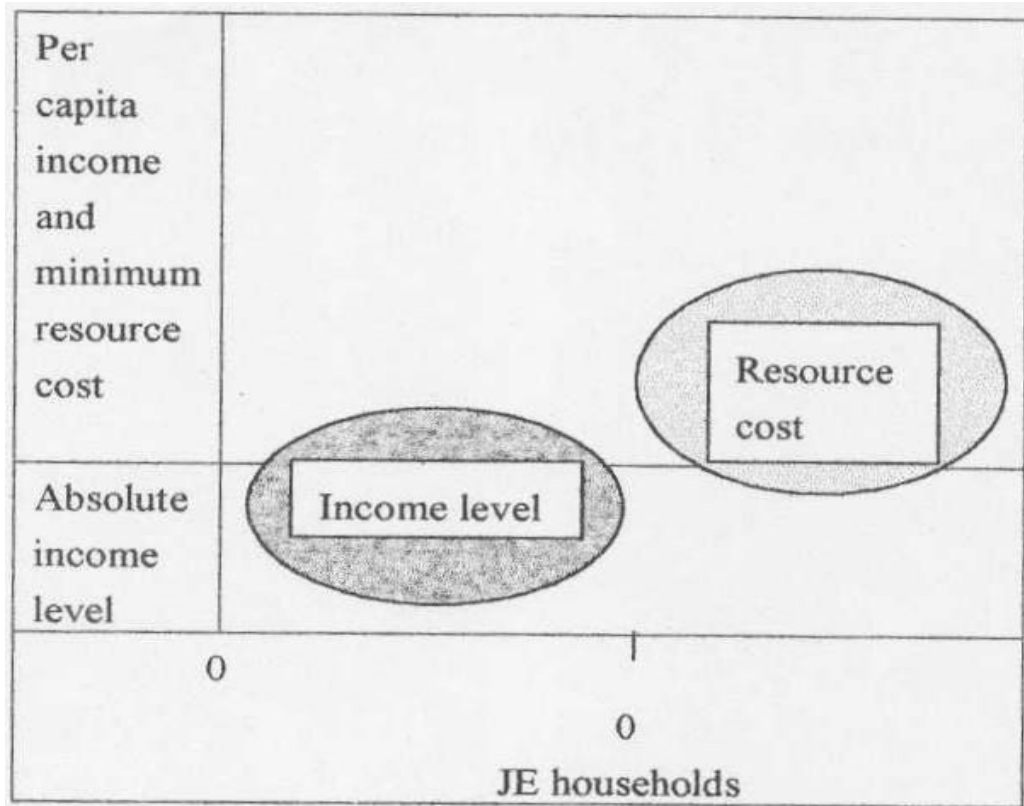 Per
capita
income
and
minimum
resource
cost
Resource
cost
Absolute
income
level
Income level
0
0
JE households